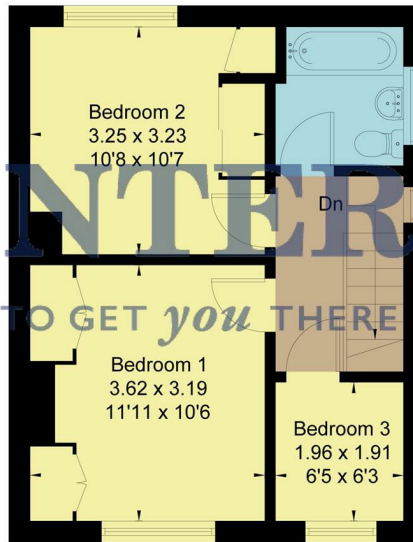 Bedroom 2
3.25 x 3.23
10'8 x 10'7
Dn
NTER
TO GET you THERE
Bedroom 1
3.62 x 3.19
11'11 x 10'6
Bedroom 3
1.96 x 1.91
6'5 x 6'3